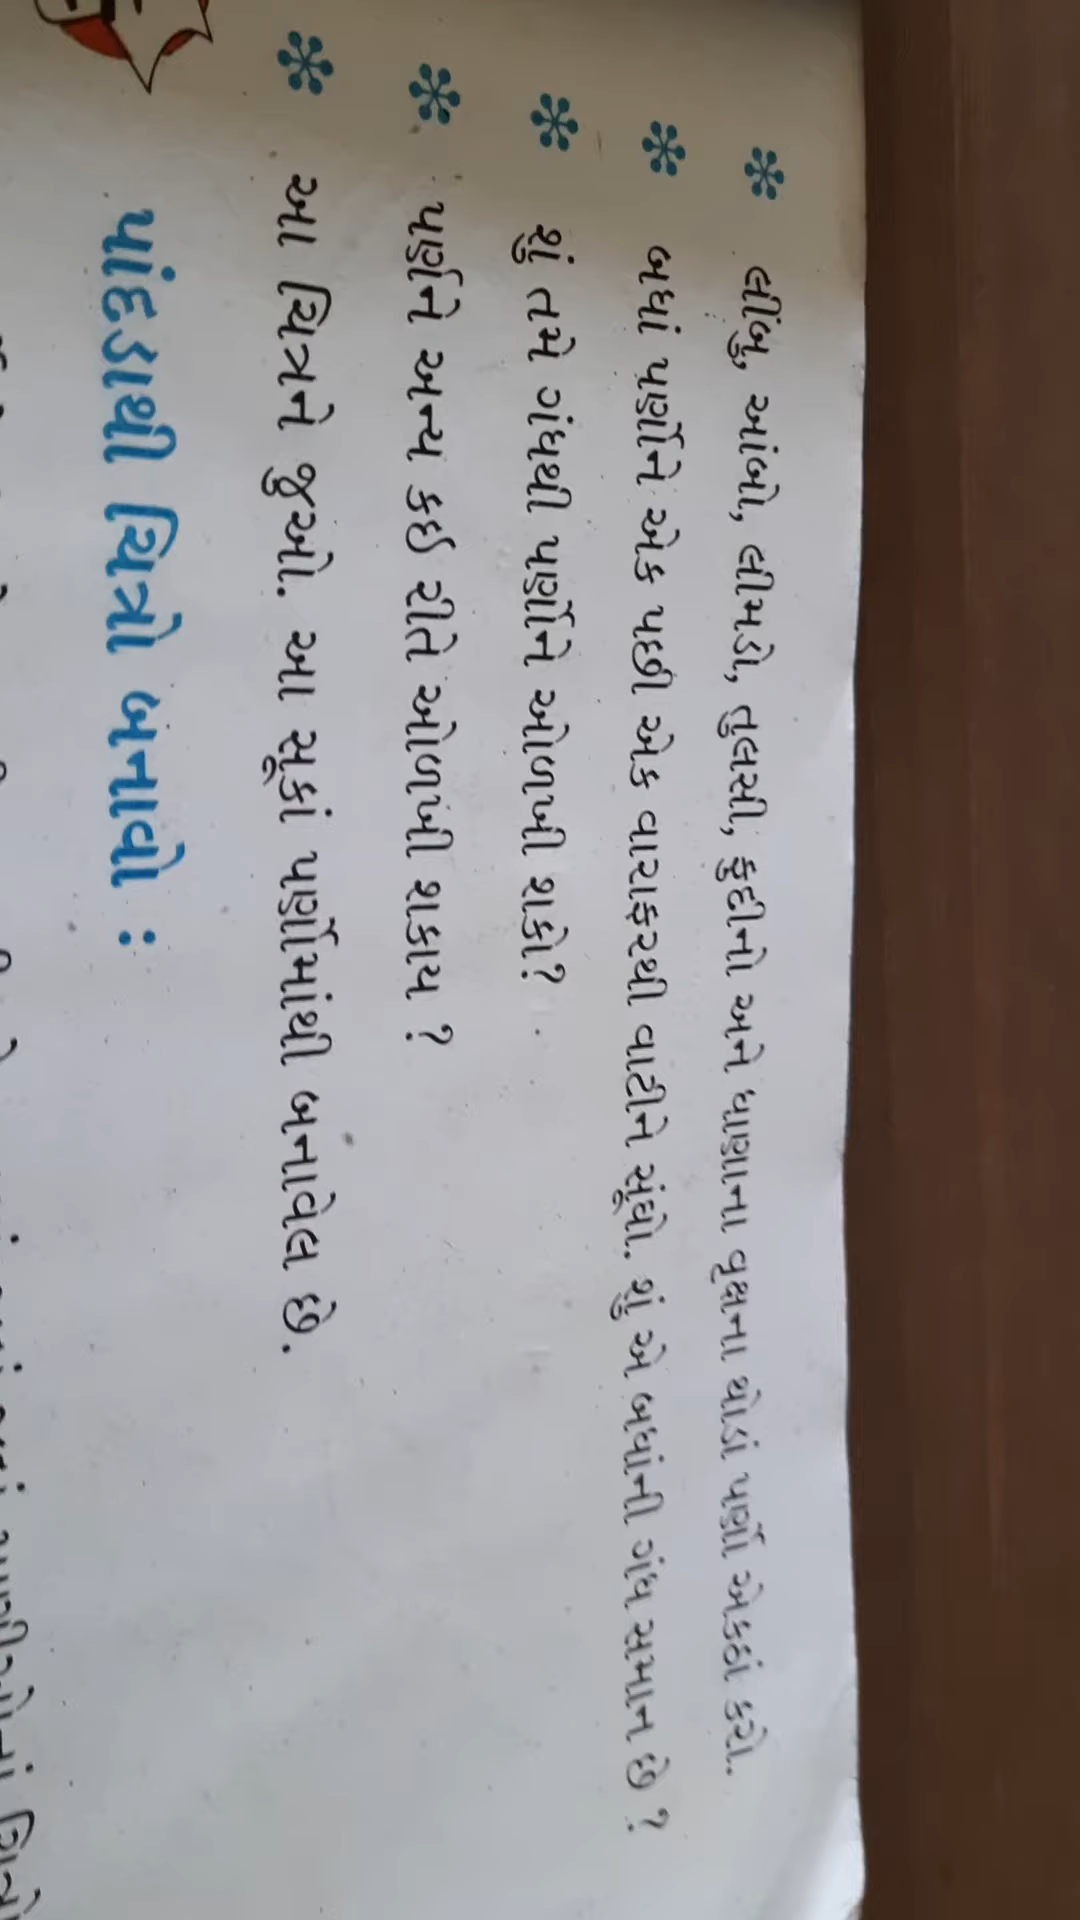 લીંબુ, આંબો, લીમડો, તુલસી, ફુદીનો અને ધાણાના વૃક્ષના થોડાં પર્ણો એકઠાં કરો.
બધાં પર્ણોને એક પછી એક વારાફરથી વાટીને સૂંઘો. શું એ બધાંની ગંધ સમાન છે ?
શું તમે ગંધથી પર્ણોને ઓળખી શકો?
પર્ણને અન્ય કઈ રીતે ઓળખી શકાય ?
આ ચિત્રને જુઓ. આ સૂકાં પર્ણોમાંથી બનાવેલ છે.
પાંદડાથી ચિત્રો બનાવો :